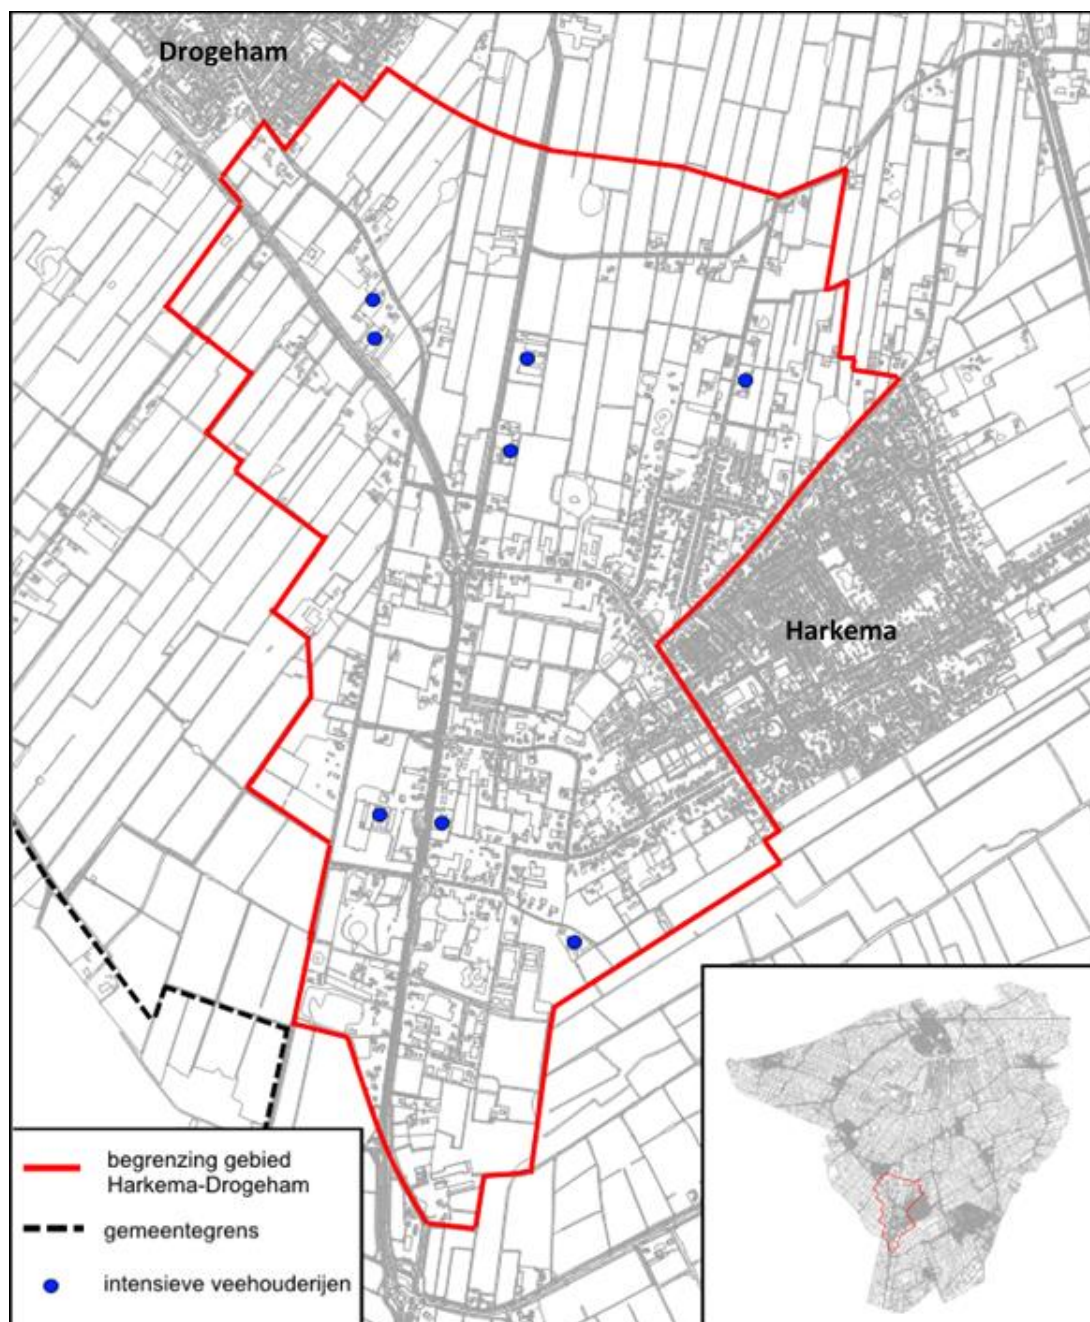 Drogeham
Harkema
begrenzing gebied
Harkema-Drogeham
gemeentegrens
intensieve veehouderijen